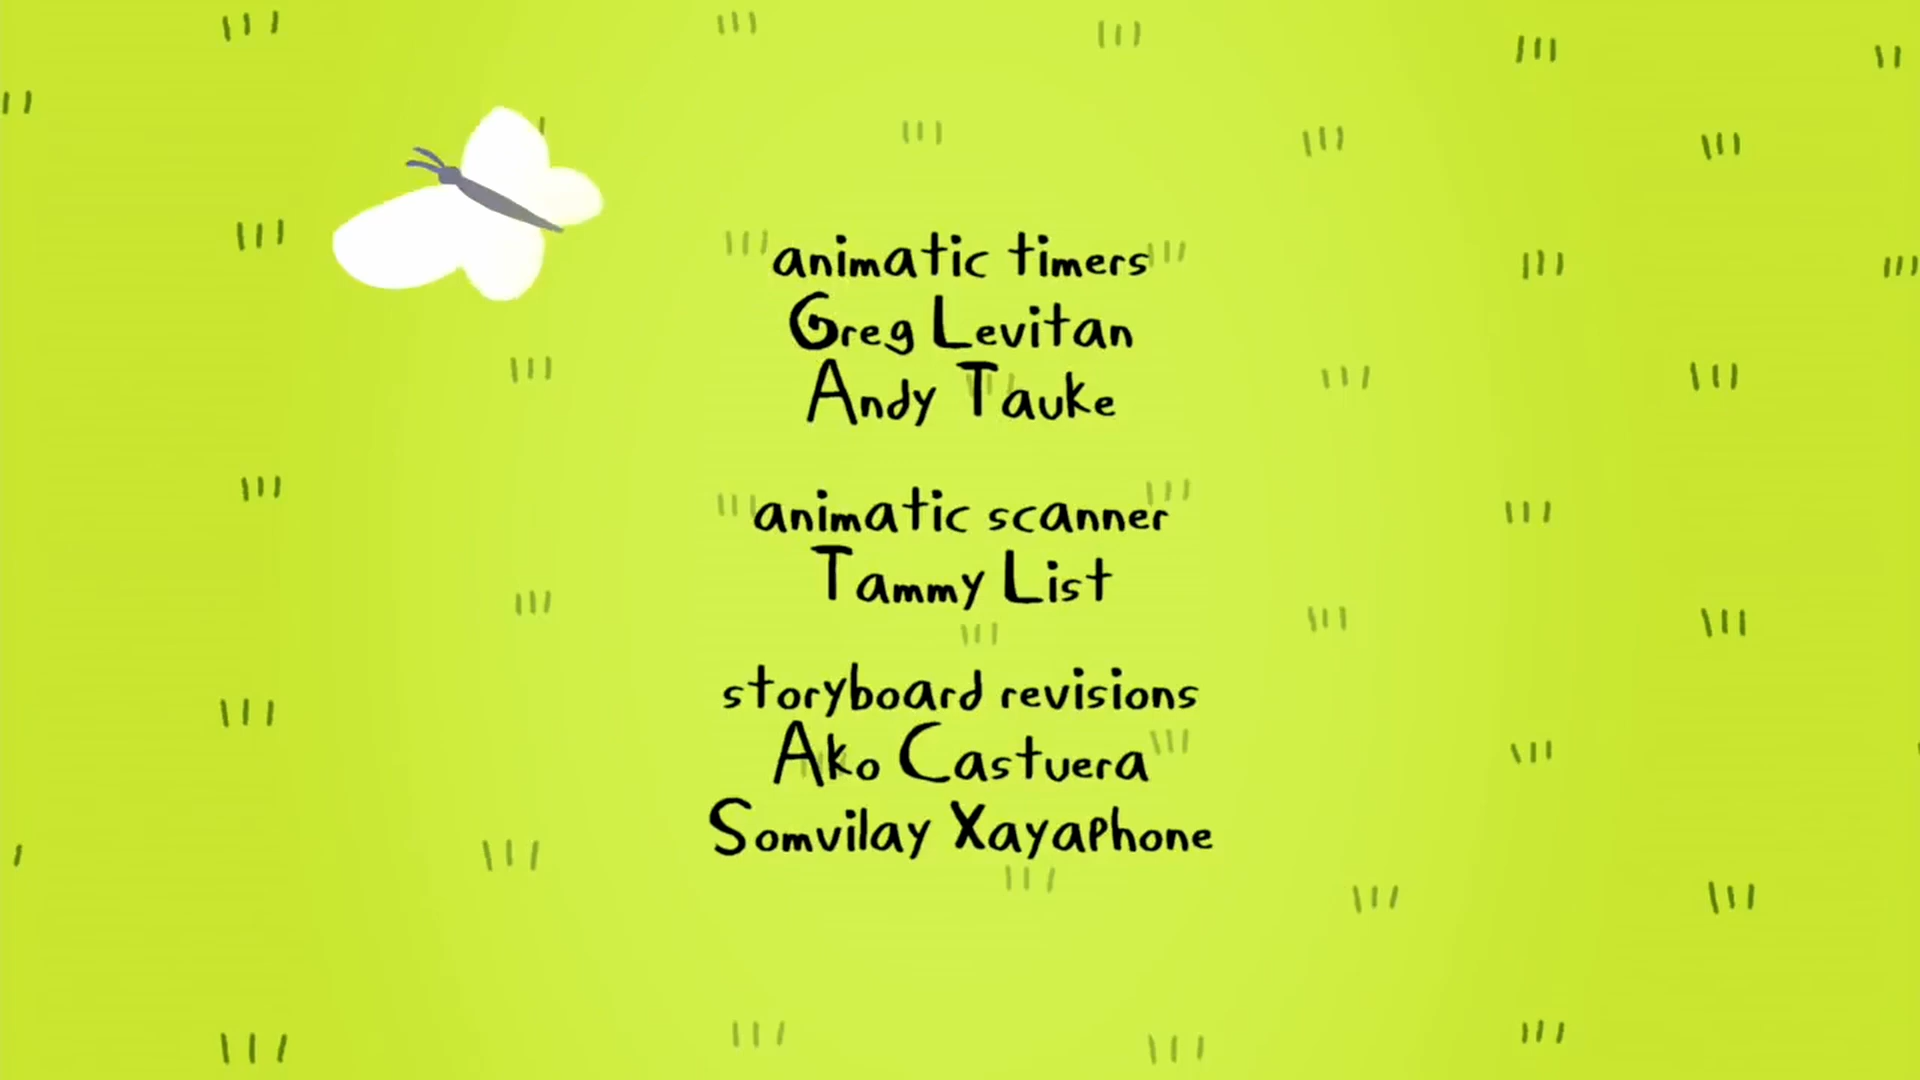 animatic timers
Greg Levitan
Andy Tauke
animatic scanner
Tammy List
storyboard revisions
Ako Castuera
Somvilay Xayaphone